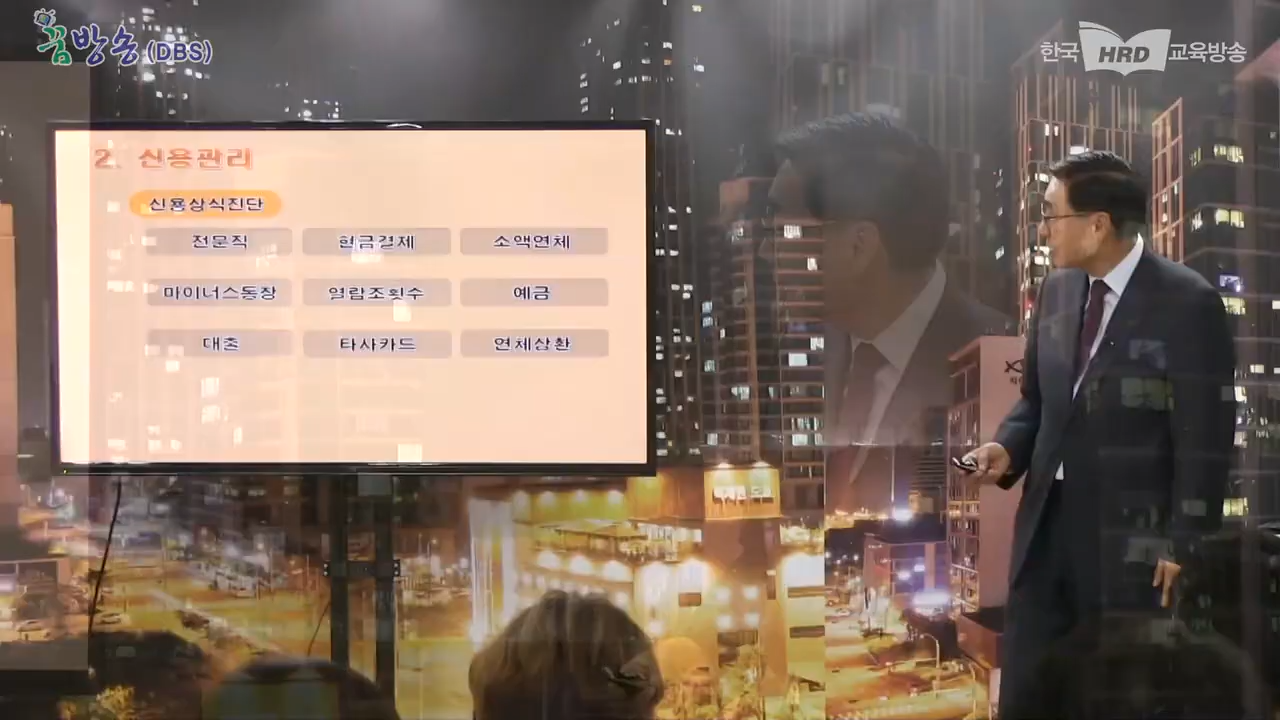 꿈방송(DBS)
한국 HRD 교육방송
2. 신용관리
신용상식진단
전문직 현금결제 소액연체
마이너스통장 열람조횟수 예금
대출 타사카드 연체상환